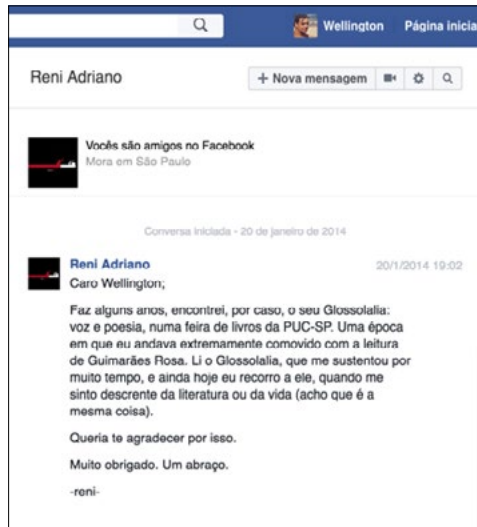 Wellington Página inicia
Reni Adriano
+ Nova mensagem
Vocês são amigos no Facebook
Mora em São Paulo
Conversa iniciada - 20 de janeiro de 2014
Reni Adriano 20/1/2014 19:02
Caro Wellington;
Faz alguns anos, encontrei, por caso, o seu Glossolalia:
voz e poesia, numa feira de livros da PUC-SP. Uma época
em que eu andava extremamente comovido com a leitura
de Guimarães Rosa. Li o Glossolalia, que me sustentou por
muito tempo, e ainda hoje eu recorro a ele, quando me
sinto descrente da literatura ou da vida (acho que é a
mesma coisa).
Queria te agradecer por isso.
Muito obrigado. Um abraço.
-reni-